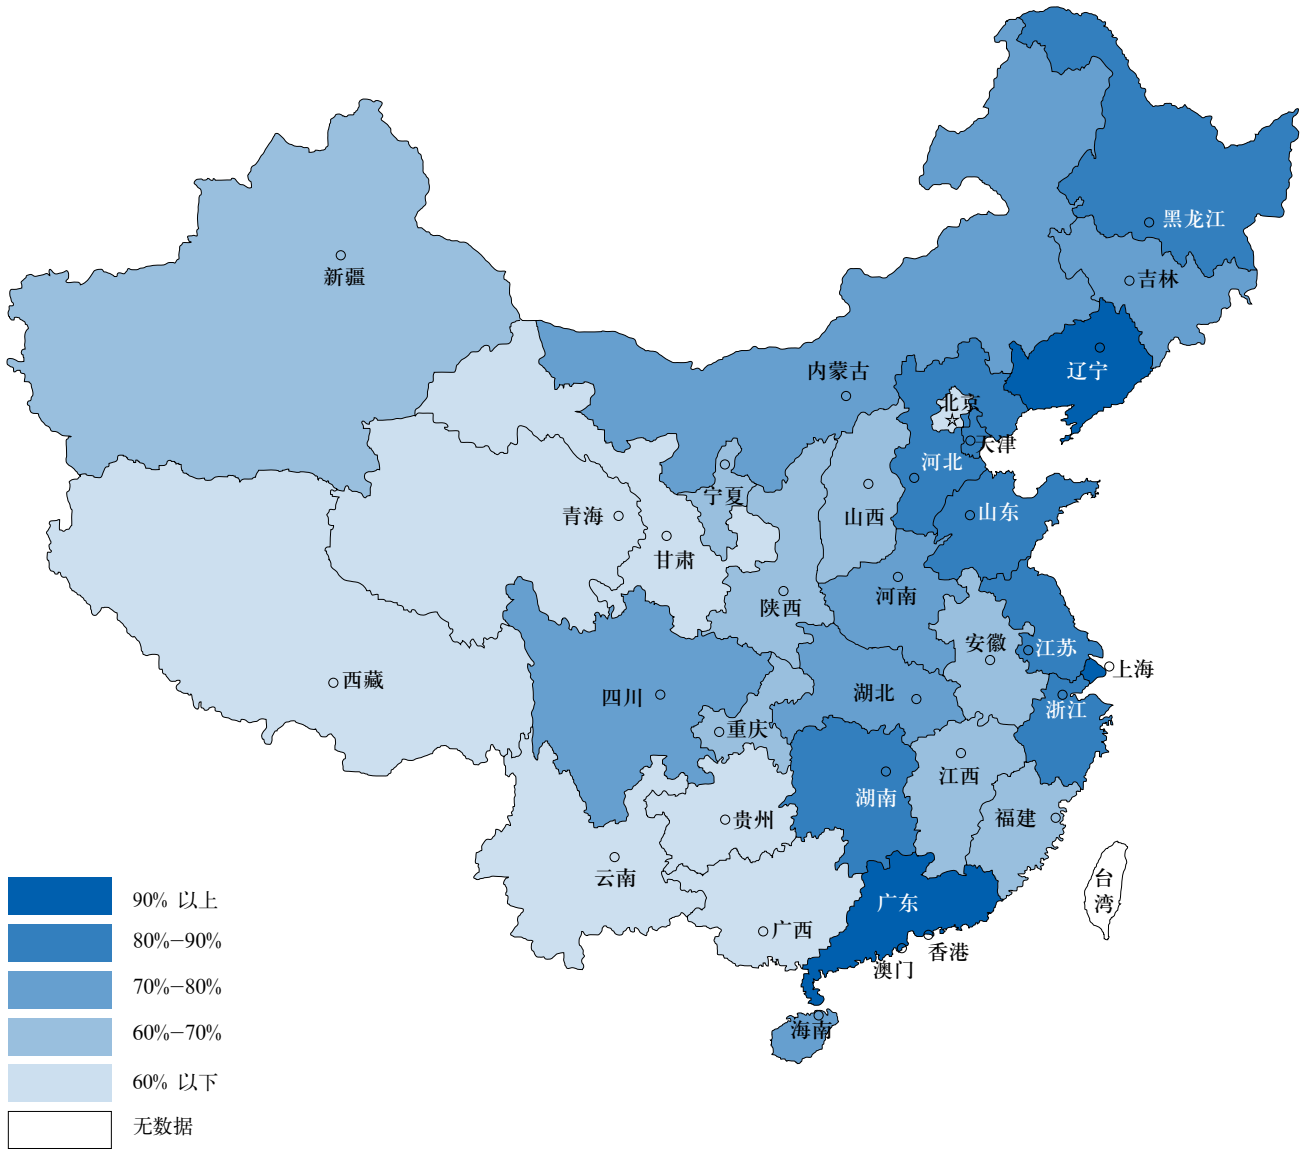 黑龙江
新疆
吉林
内蒙古
辽宁
北京
天津
河北
宁夏
青海
山西
山东
甘肃
陕西
河南
安徽
江苏
上海
西藏
四川
湖北
浙江
重庆
江西
湖南
贵州
福建
云南
广东
台
湾
广西
香港
澳门
海南
90% 以上
80%−90%
70%−80%
60%−70%
60% 以下
无数据